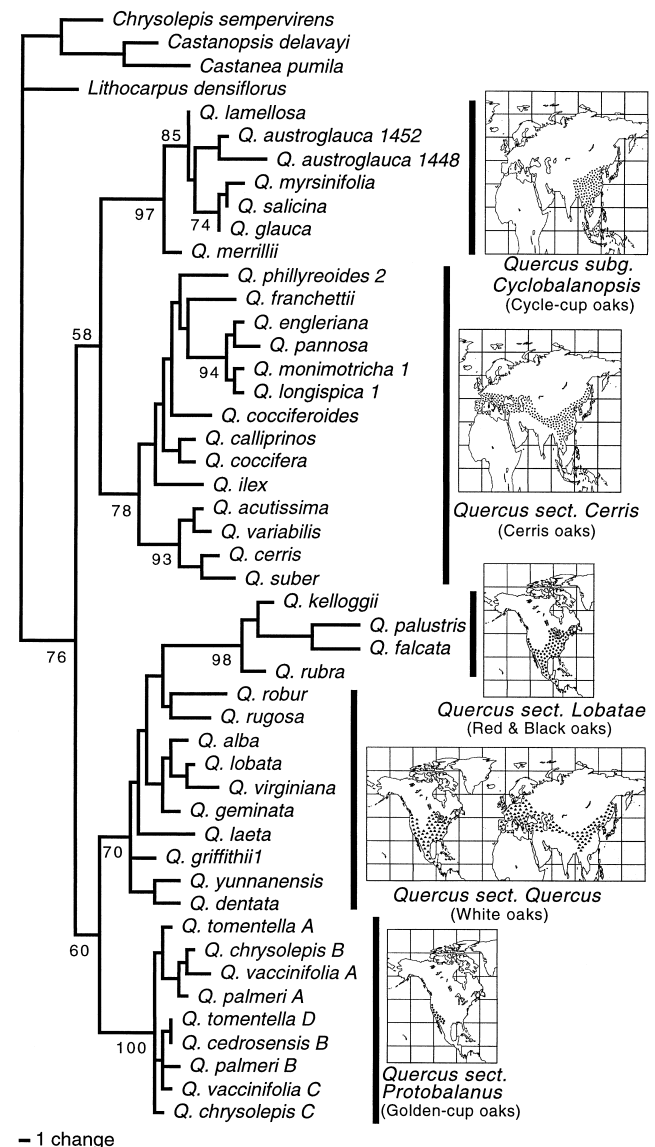 Chrysolepis sempervirens
Castanopsis delavayi
Castanea pumila
Lithocarpus densiflorus
Q. lamellosa
85
Q. austroglauca 1452
Q. austroglauca 1448
Q. myrsinifolia
Q. salicina
97
74
Q. glauca
Q. merrillii
Quercus subg.
Cyclobalanopsis
(Cycle-cup oaks)
Q. phillyreoides 2
Q. franchettii
Q. engleriana
58
Q. pannosa
94
Q. monimotricha 1
Q. longispica 1
Q. cocciferoides
Q. calliprinos
Q. coccifera
Q. ilex
78
Q. acutissima
Q. variabilis
93
Q. cerris
Q. suber
Quercus sect. Cerris
(Cerris oaks)
Q. kelloggii
Q. palustris
76
98
Q. falcata
Q. rubra
Q. robur
Q. rugosa
Quercus sect. Lobatae
(Red & Black oaks)
Q. alba
Q. lobata
Q. virginiana
Q. geminata
Q. laeta
70
Q. griffithii1
Q. yunnanensis
Q. dentata
Quercus sect. Quercus
(White oaks)
60
Q. tomentella A
Q. chrysolepis B
Q. vaccinifolia A
Q. palmeri A
Q. tomentella D
100
Q. cedrosensis B
Q. palmeri B
Q. vaccinifolia C
Q. chrysolepis C
Quercus sect.
Protobalanus
(Golden-cup oaks)
1 change